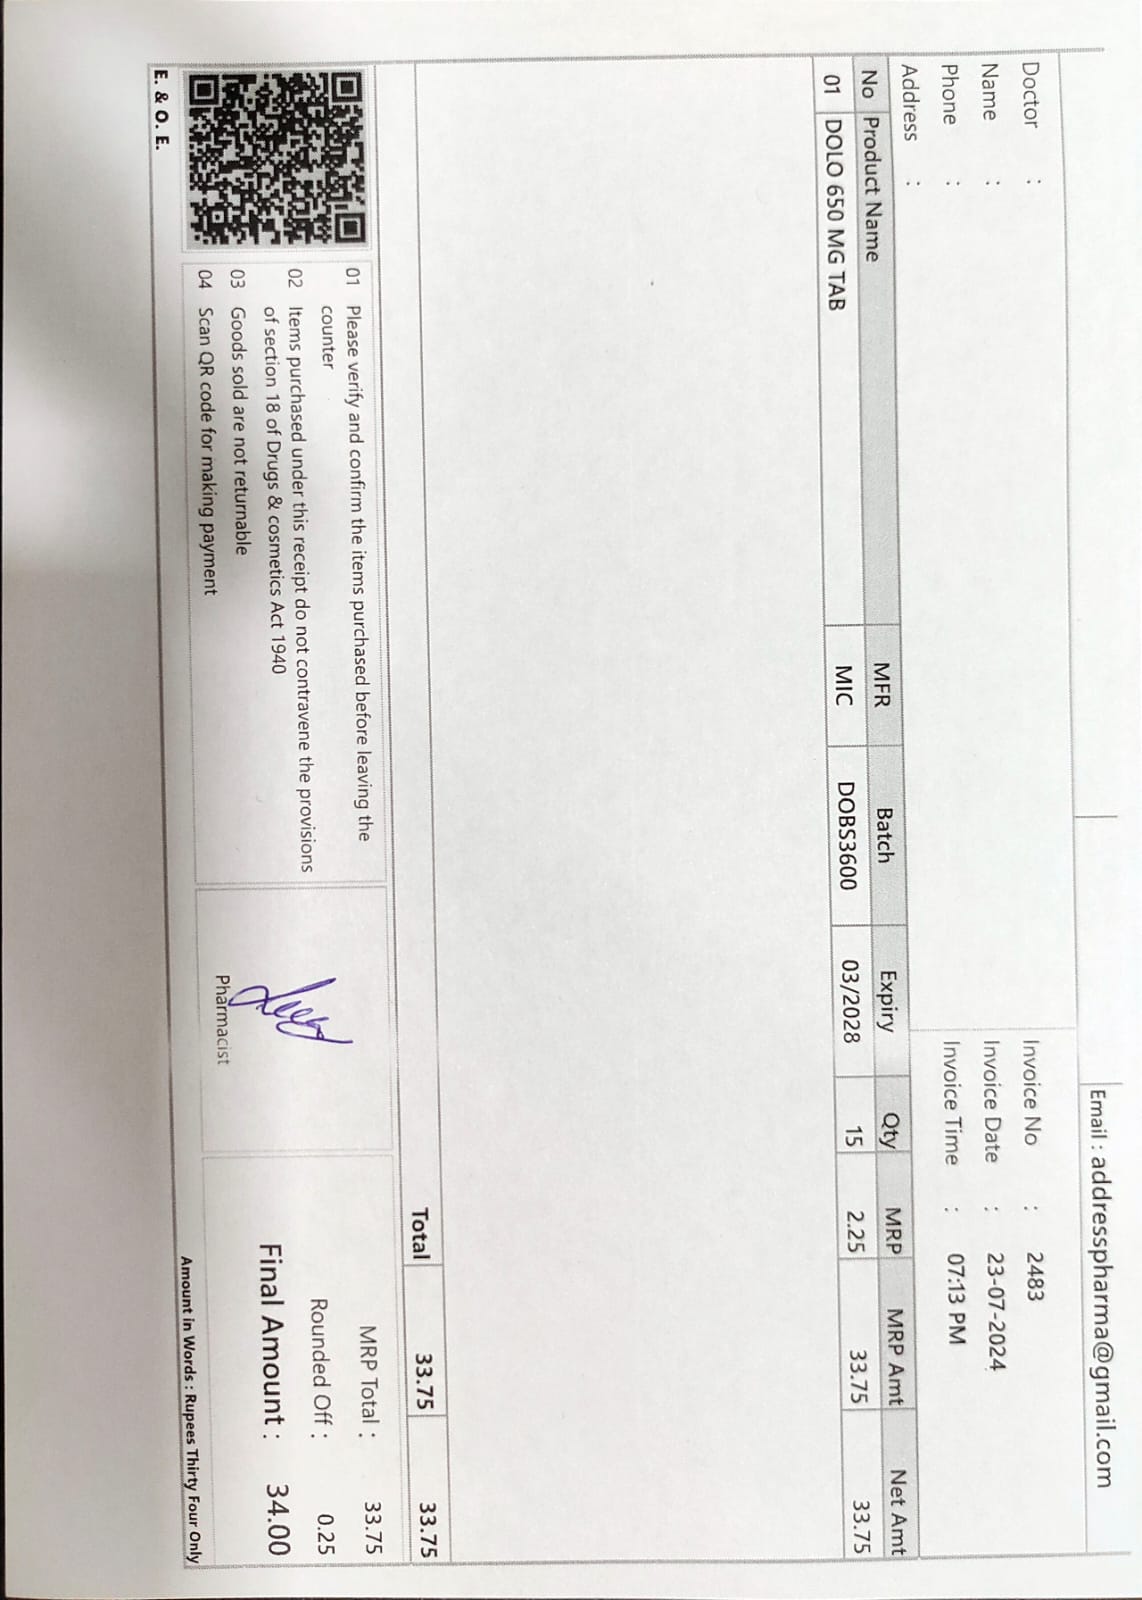 Email : addresspharma@gmail.com
Doctor :
Name :
Phone :
Address :
Invoice No : 2483
Invoice Date : 23-07-2024
Invoice Time : 07:13 PM
No Product Name MFR Batch Expiry Qty MRP MRP Amt Net Amt
01 DOLO 650 MG TAB MIC DOBS3600 03/2028 15 2.25 33.75 33.75
Total 33.75 33.75
01 Please verify and confirm the items purchased before leaving the
counter
02 Items purchased under this receipt do not contravene the provisions
of section 18 of Drugs & cosmetics Act 1940
03 Goods sold are not returnable
04 Scan QR code for making payment
E. & O. E.
Pharmacist
MRP Total : 33.75
Rounded Off : 0.25
Final Amount : 34.00
Amount in Words : Rupees Thirty Four Only